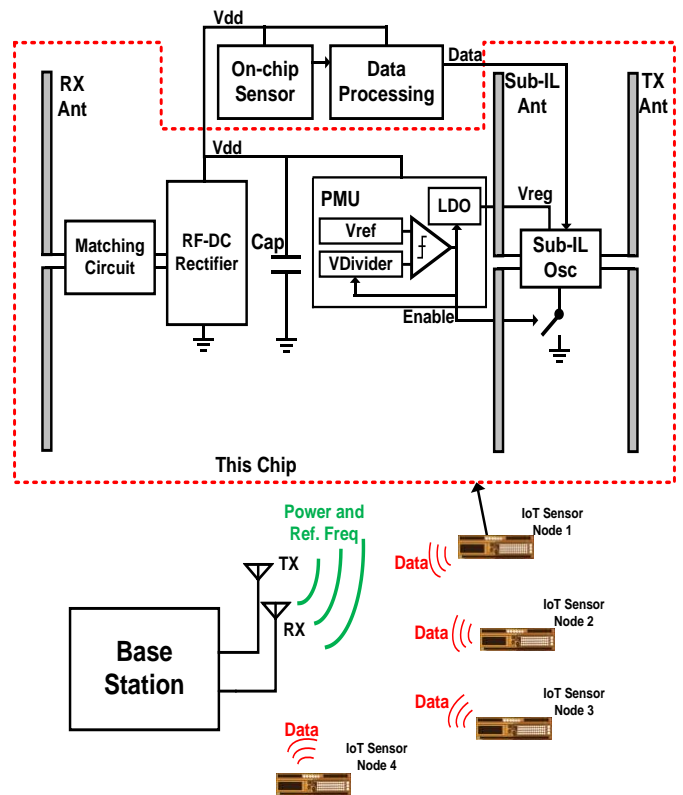 Vdd
RX
Ant
On-chip
Sensor
Data
Processing
Data
Sub-IL
Ant
TX
Ant
Vdd
Matching
Circuit
RF-DC
Rectifier
Cap
PMU
LDO
Vref
VDivider
Enable
Vreg
Sub-IL
Osc
This Chip
Power and
Ref. Freq
TX
RX
Base
Station
Data
IoT Sensor
Node 1
Data
IoT Sensor
Node 2
Data
IoT Sensor
Node 3
Data
IoT Sensor
Node 4